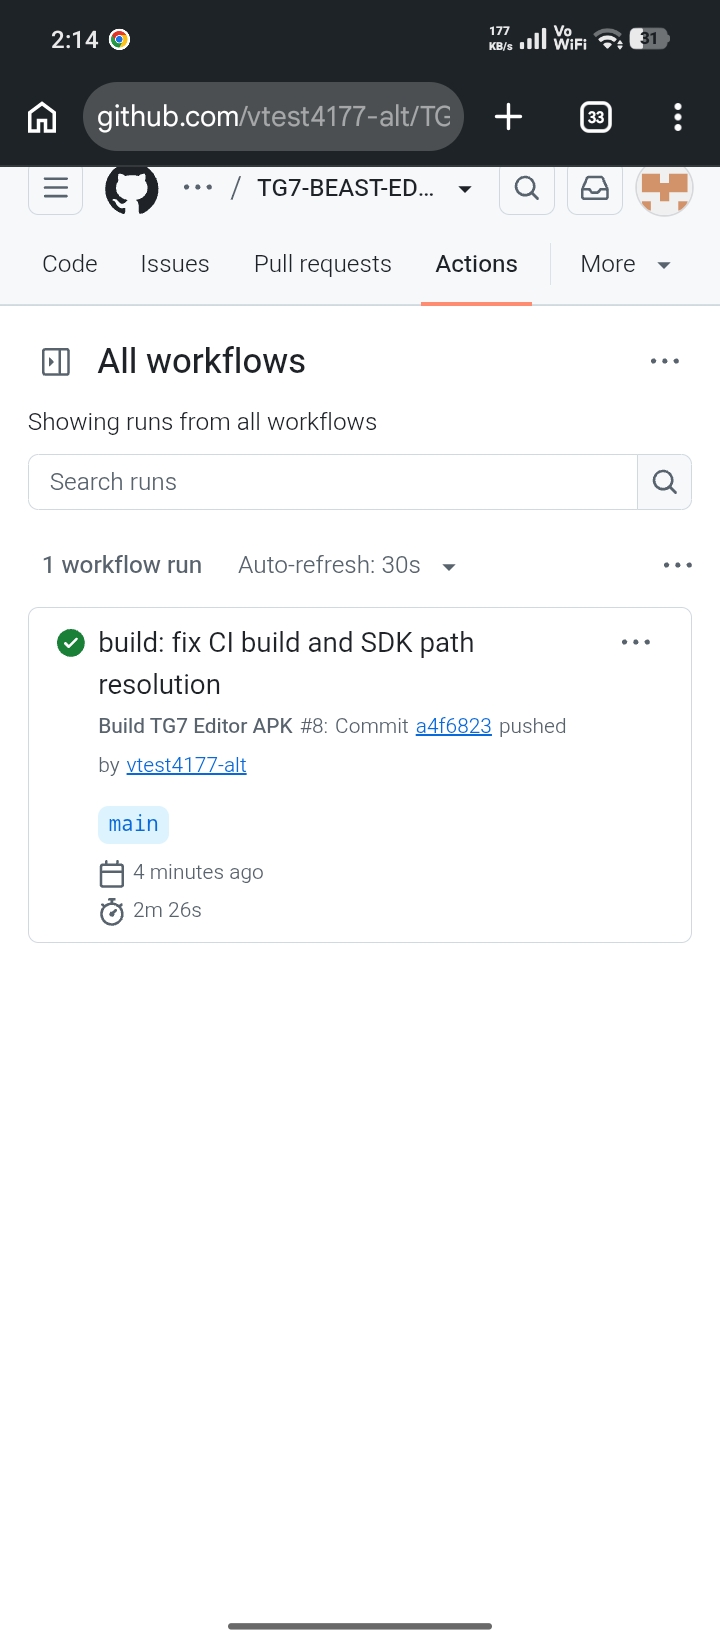 2:14
177
KB/s
Vo
WiFi
31
github.com/vtest4177-alt/TG
33
/ TG7-BEAST-ED...
Code Issues Pull requests Actions More
All workflows
Showing runs from all workflows
Search runs
1 workflow run Auto-refresh: 30s
build: fix CI build and SDK path
resolution
Build TG7 Editor APK #8: Commit a4f6823 pushed
by vtest4177-alt
main
4 minutes ago
2m 26s